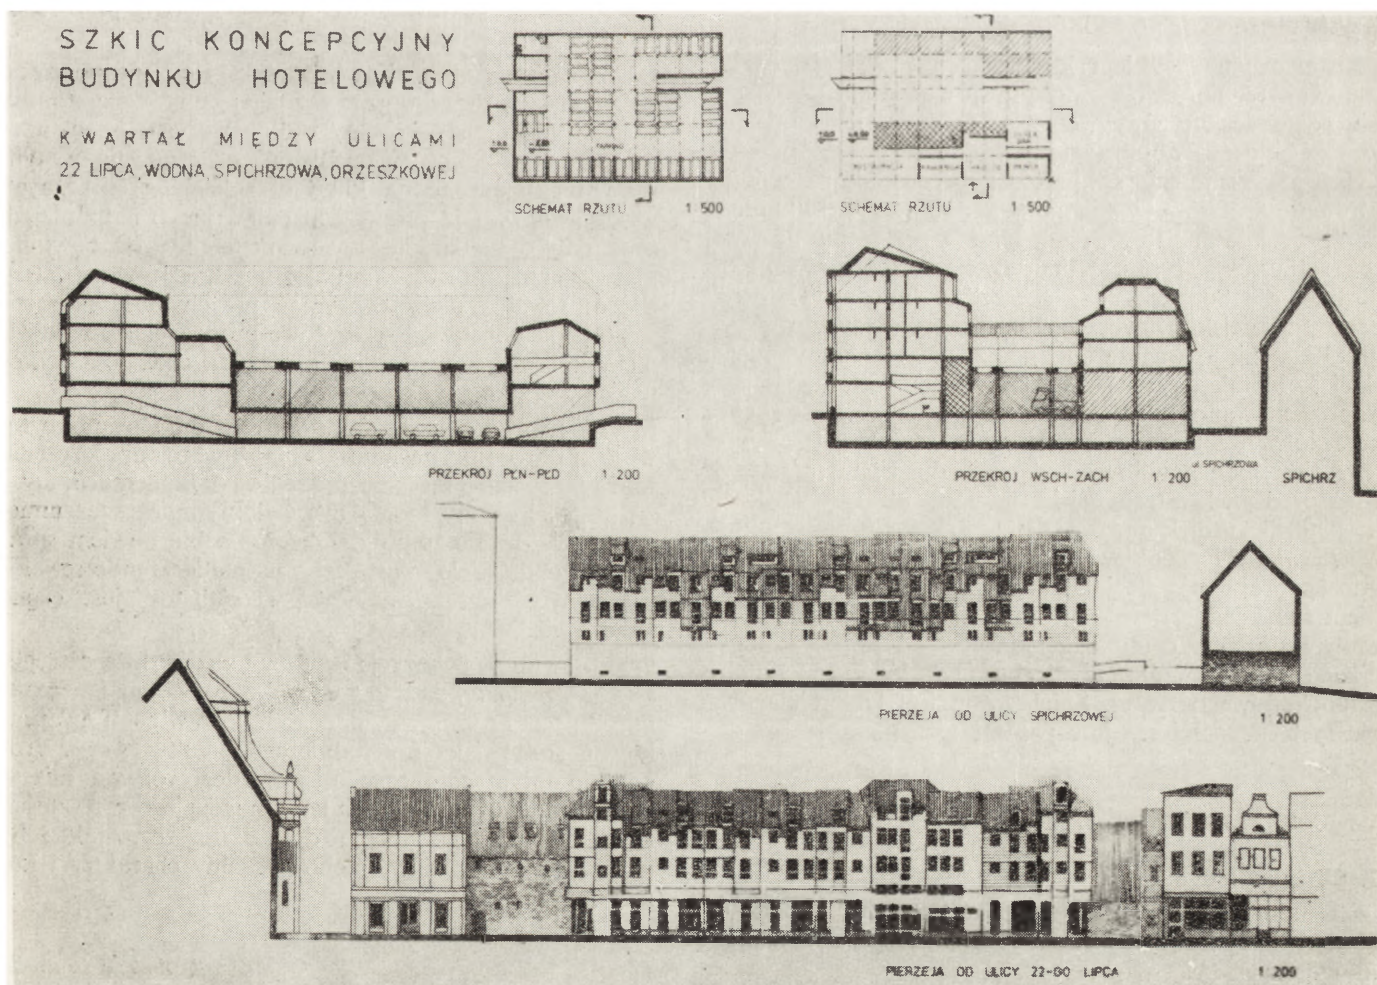 SZKIC KONCEPCYJNY
BUDYNKU HOTELOWEGO
KWARTAŁ MIĘDZY ULICAMI
22 LIPCA, WODNA SPICHRZOWA, ORZESZKOWEJ
SCHEMAT RZUTU 1:500
SCHEMAT RZUTU 1:500
PRZEKRÓJ PŁN-PŁD 1:200
PRZEKRÓJ WSCH-ZACH 1:200
ul. SPICHRZOWA
SPICHRZ
PIERZEJA OD ULICY SPICHRZOWEJ 1:200
PIERZEJA OD ULICY 22-GO LIPCA 1:200